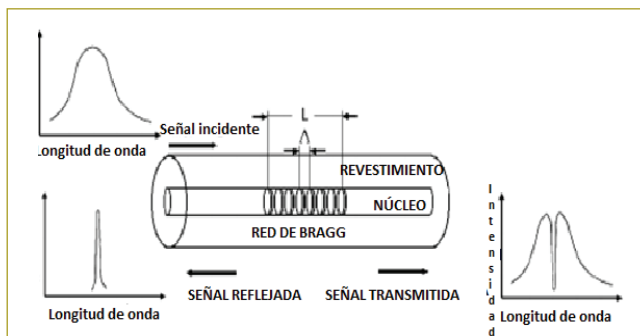 L
Señal incidente
Longitud de onda
REVESTIMIENTO
NÚCLEO
RED DE BRAGG
SEÑAL REFLEJADA
SEÑAL TRANSMITIDA
Longitud de onda
Intensidad
Longitud de onda